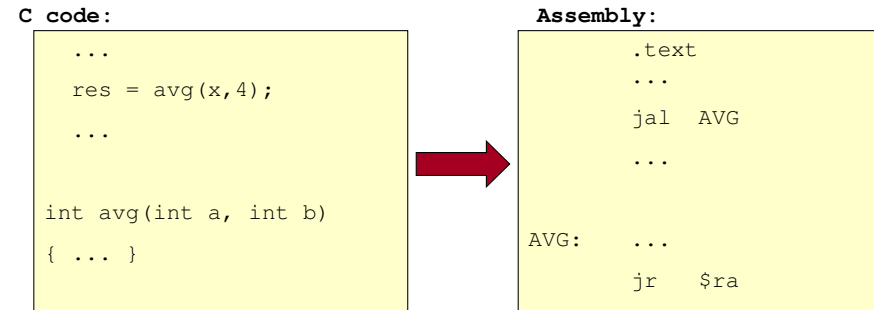 C code:
...
res = avg(x,4);
...
int avg(int a, int b)
{ ... }
Assembly:
.text
...
jal AVG
...
AVG: ...
jr $ra